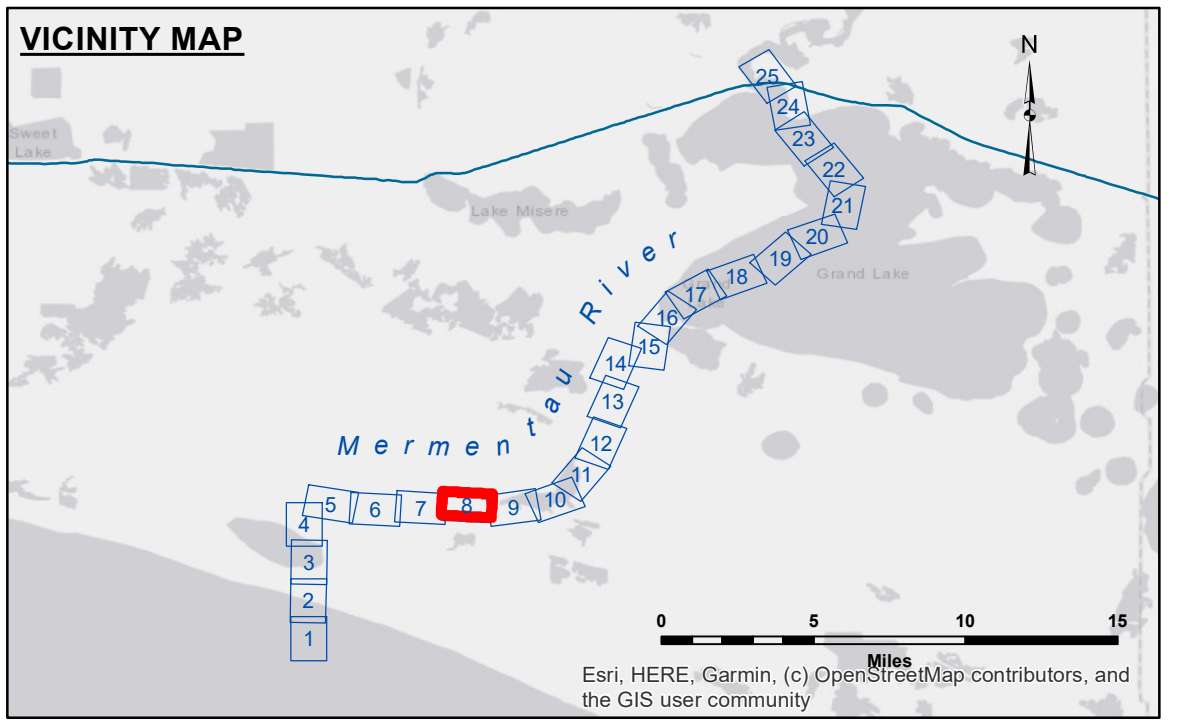 VICINITY MAP
N
25
24
Sweet
Lake
23
22
Lake Misere
21
20
19
Grand Lake
18
Grand
Lake
17
16
15
14
13
12
11
10
9
8
7
6
5
4
3
2
1
Mermentau River
0 5 10 15
Miles
Esri, HERE, Garmin, (c) OpenStreetMap contributors, and
the GIS user community